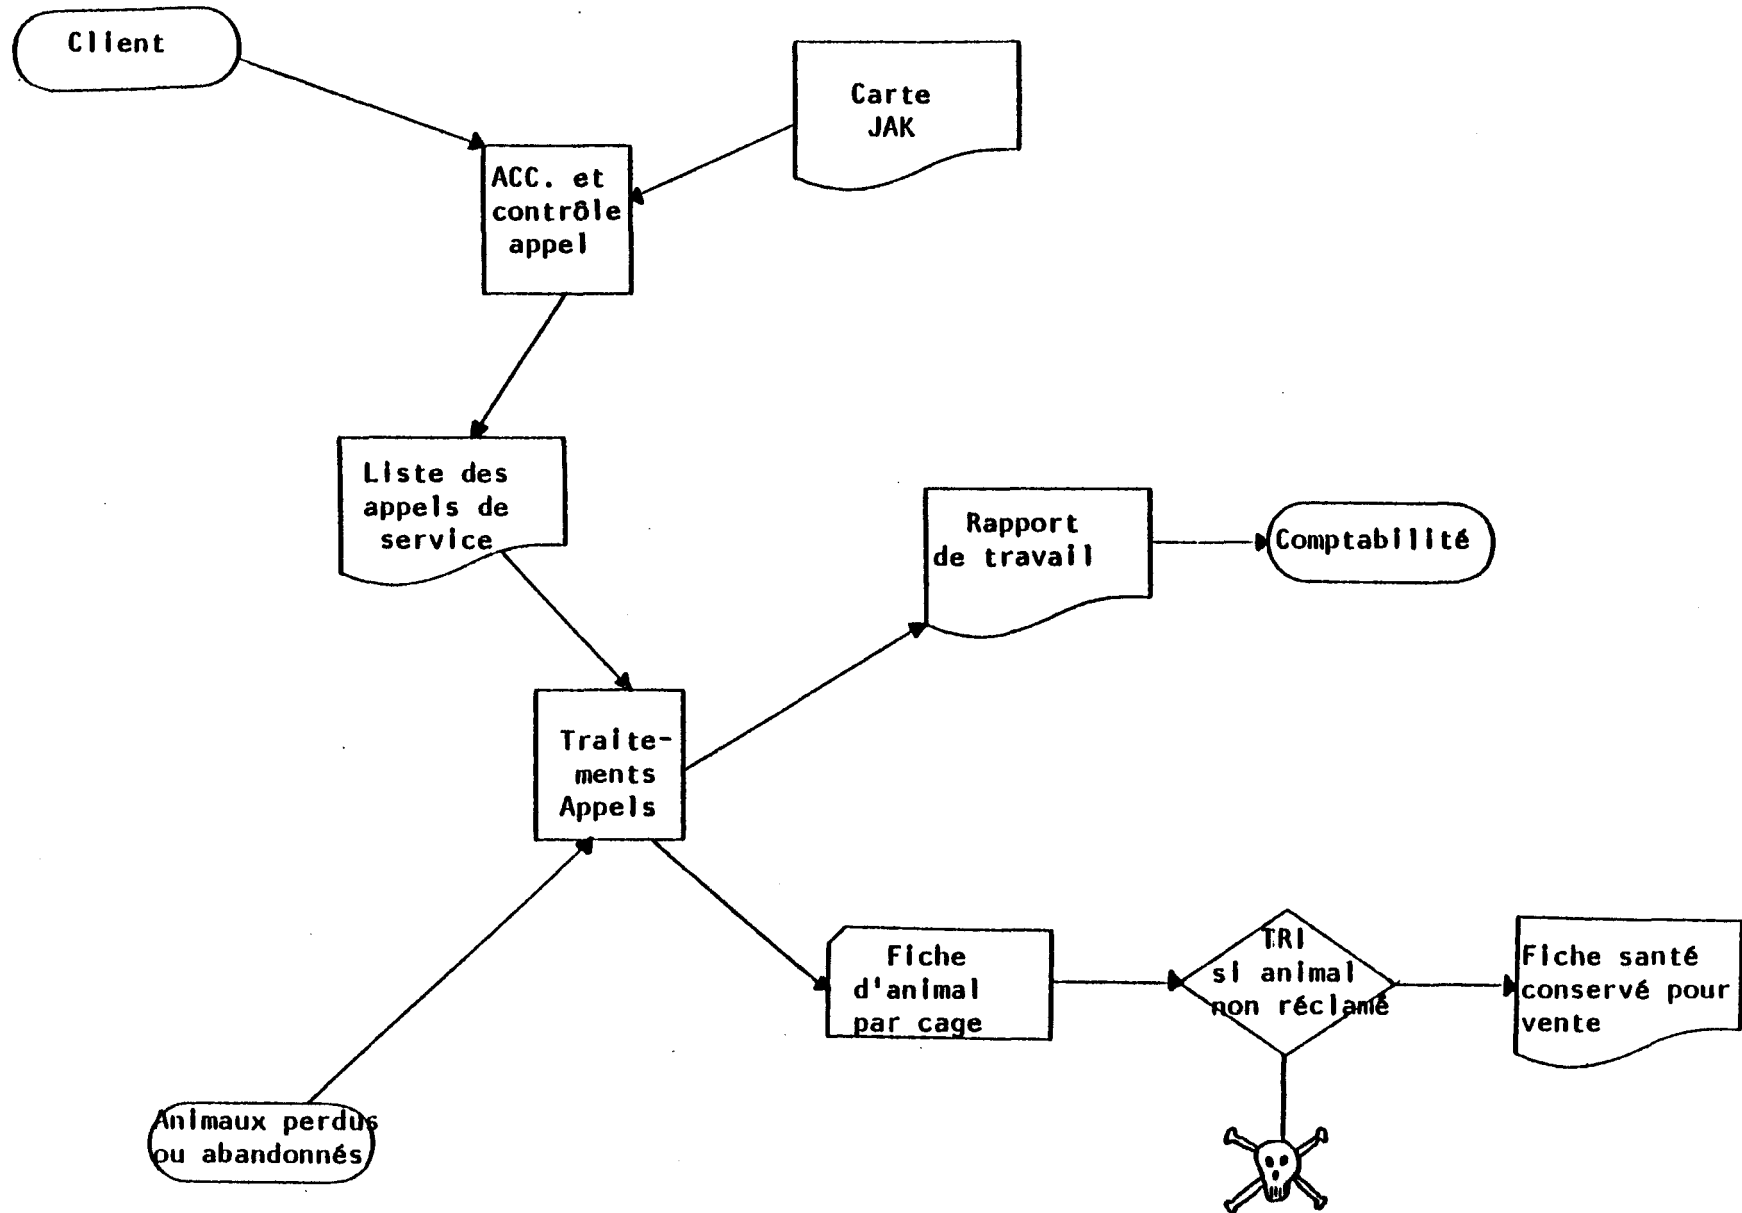 Client
Carte
JAK
ACC. et
contrôle
appel
Liste des
appels de
service
Rapport
de travail
Comptabilité
Traite-
ments
Appels
Fiche
d'animal
par cage
TRI
si animal
non réclamé
Fiche santé
conservé pour
vente
Animaux perdus
ou abandonnés